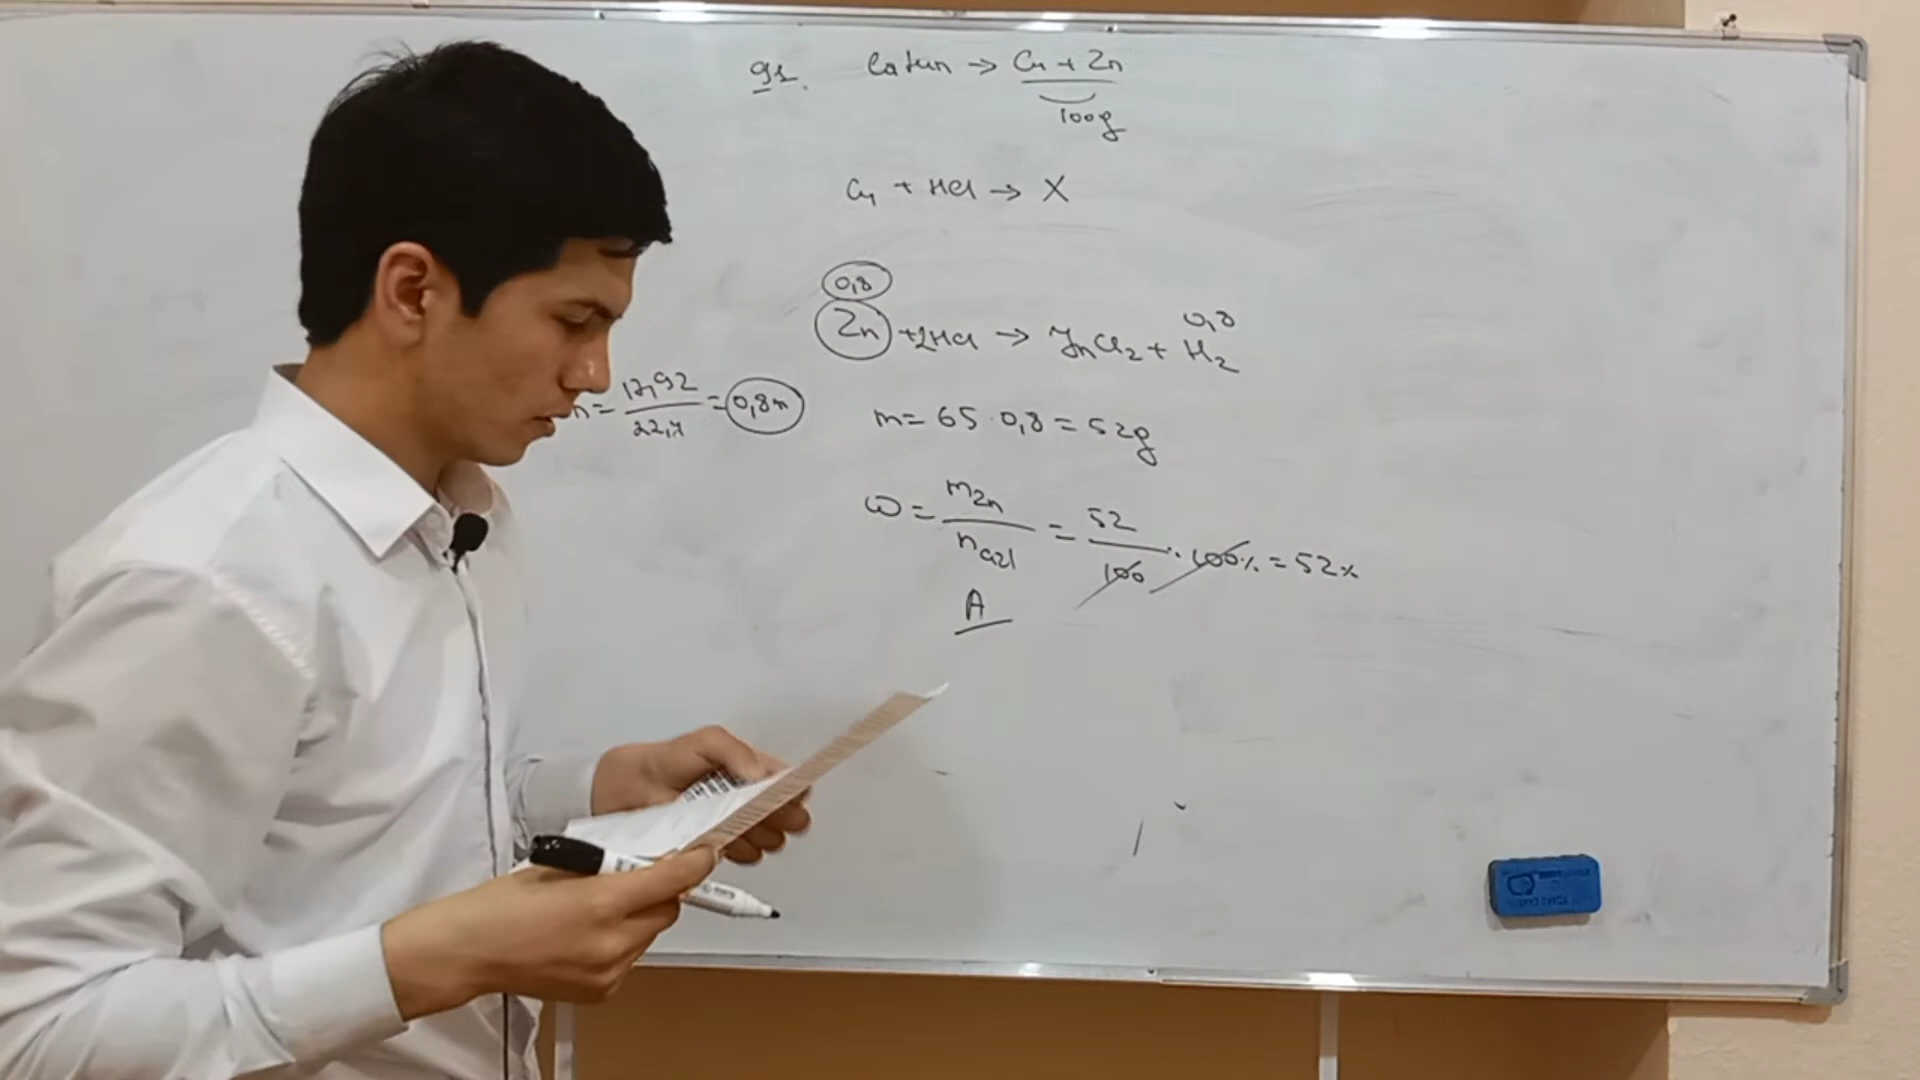 91. latun → Cu + Zn
100g
Cu + HCl → X
0,8
Zn + 2HCl → ZnCl2 + H2
0,8
n = 17,92 / 22,4 = 0,8n
m = 65 · 0,8 = 52g
ω = mZn / = 52 / 100 · 100% = 52%
A